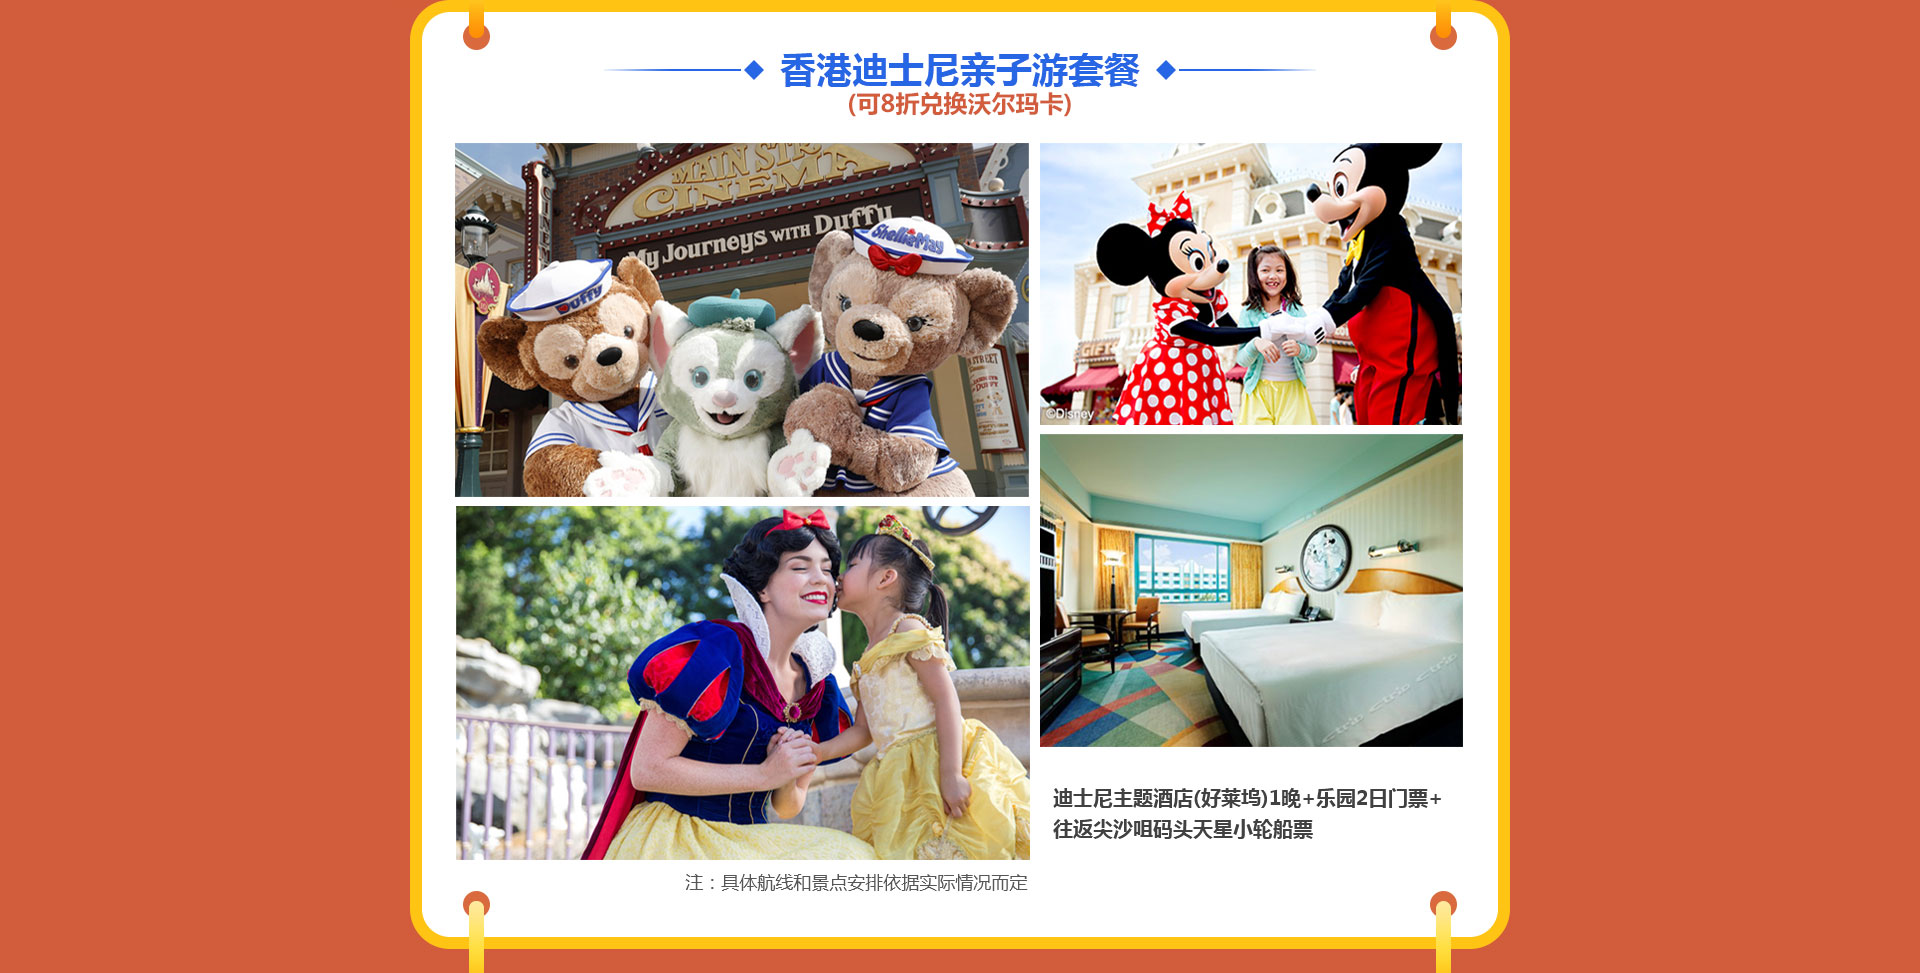 香港迪士尼亲子游套餐
(可8折兑换沃尔玛卡)
MAIN STR
CINEMA
My Journeys with Duffy
Duffy
ShellieMay
STREET
DUFFY
GIFT
©Disney
迪士尼主题酒店(好莱坞)1晚+乐园2日门票+
往返尖沙咀码头天星小轮船票
注：具体航线和景点安排依据实际情况而定